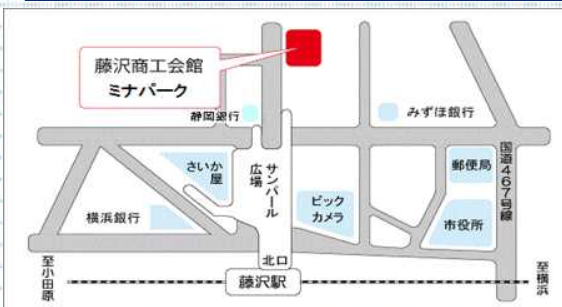 藤沢商工会館
ミナパーク
静岡銀行
みずほ銀行
さいか
屋
サンパール
広場
ビック
カメラ
郵便局
市役所
国道467号線
横浜銀行
北口
藤沢駅
至小田原
至横浜